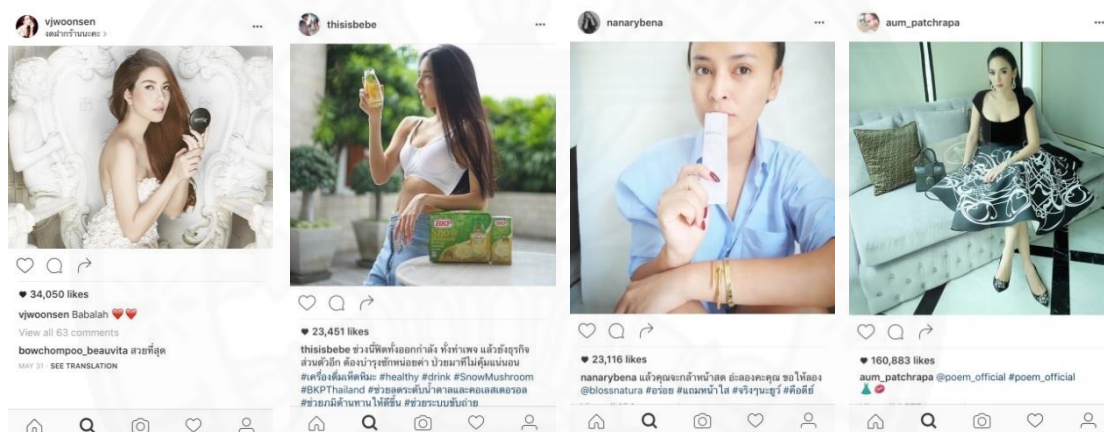 vjwoonsen
งดฝากร้านนะคะ >
34,050 likes
vjwoonsen Babalah
View all 63 comments
bowchompoo_beauvita สวยที่สุด
MAY 31 · SEE TRANSLATION
thisisbebe
BKP
23,451 likes
thisisbebe ช่วงนี้ฟิตทั้งออกกำลัง ทั้งทำเพจ แล้วยังธุรกิจ
ส่วนตัวอีก ต้องบำรุงซักหน่อยค่า ป่วยมาทีไม่คุ้มแน่นอน
#เครื่องดื่มเห็ดหิมะ #healthy #drink #SnowMushroom
#BKPThailand #ช่วยลดระดับน้ำตาลและคอเลสเตอรอล
#ช่วยภูมิต้านทานให้ดีขึ้น #ช่วยระบบขับถ่าย
nanarybena
23,116 likes
nanarybena แล้วคุณจะกล้าหน้าสด อ่ะลองคะคุณ ขอให้ลอง
@blossnatura #อร่อย #แถมหน้าใส #จริงๆนะยูว์ #คือดีย์
aum_patchrapa
160,883 likes
aum_patchrapa @poem_official #poem_official